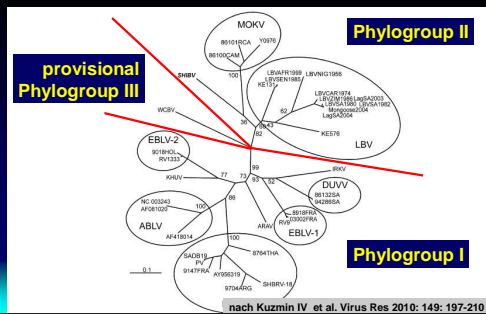 MOKV
86101RCA
Y0976
86100CAM
100
Phylogroup II
provisional
Phylogroup III
SHIBV
LBVAFR1999
LBVSEN1985
KE131
LBVNIG1956
LBVCAR1974
LBVZIM1986
LagSA2003
LBVSA1980
LBVSA1982
Mongoose2004
LagSA2004
62
43
82
36
WCBV
KE576
LBV
EBLV-2
9018HOL
RV1333
KHUV
77
73
99
93
52
IRKV
DUVV
86132SA
94286SA
8918FRA
RV9
03002FRA
EBLV-1
NC 003243
AF081020
100
ABLV
AF418014
86
ARAV
100
8764THA
SADB19
PV
9147FRA
AY956319
SHBRV-18
9704ARG
0.1
Phylogroup I
nach Kuzmin IV et al. Virus Res 2010: 149: 197-210